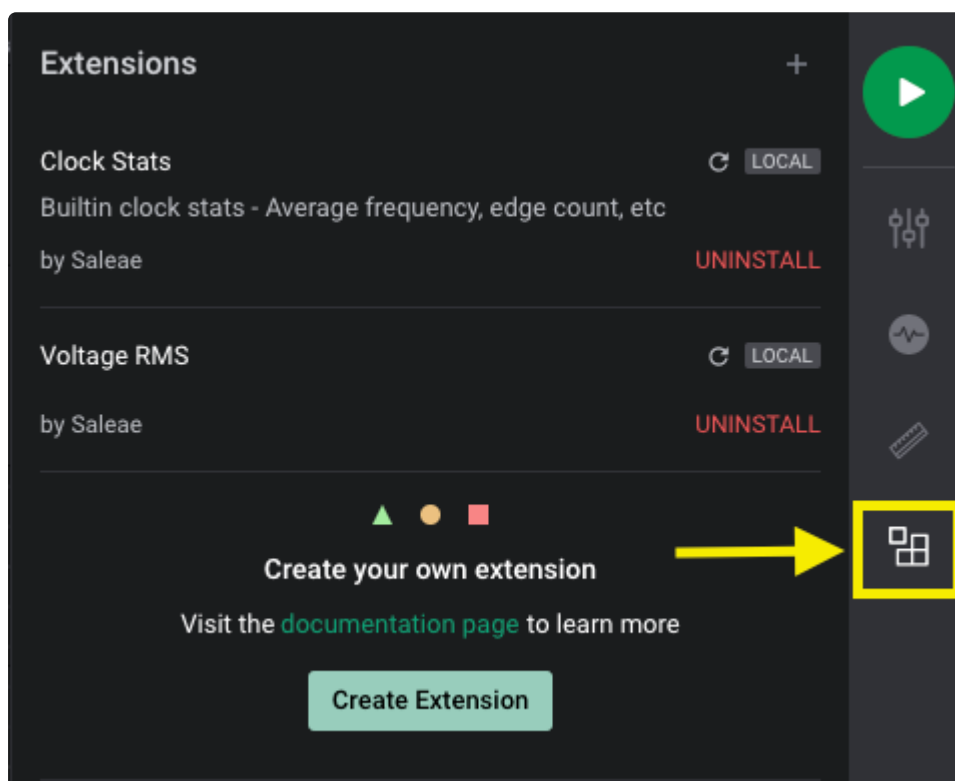 Extensions
Clock Stats LOCAL
Builtin clock stats - Average frequency, edge count, etc
by Saleae UNINSTALL
Voltage RMS LOCAL
by Saleae UNINSTALL
Create your own extension
Visit the documentation page to learn more
Create Extension